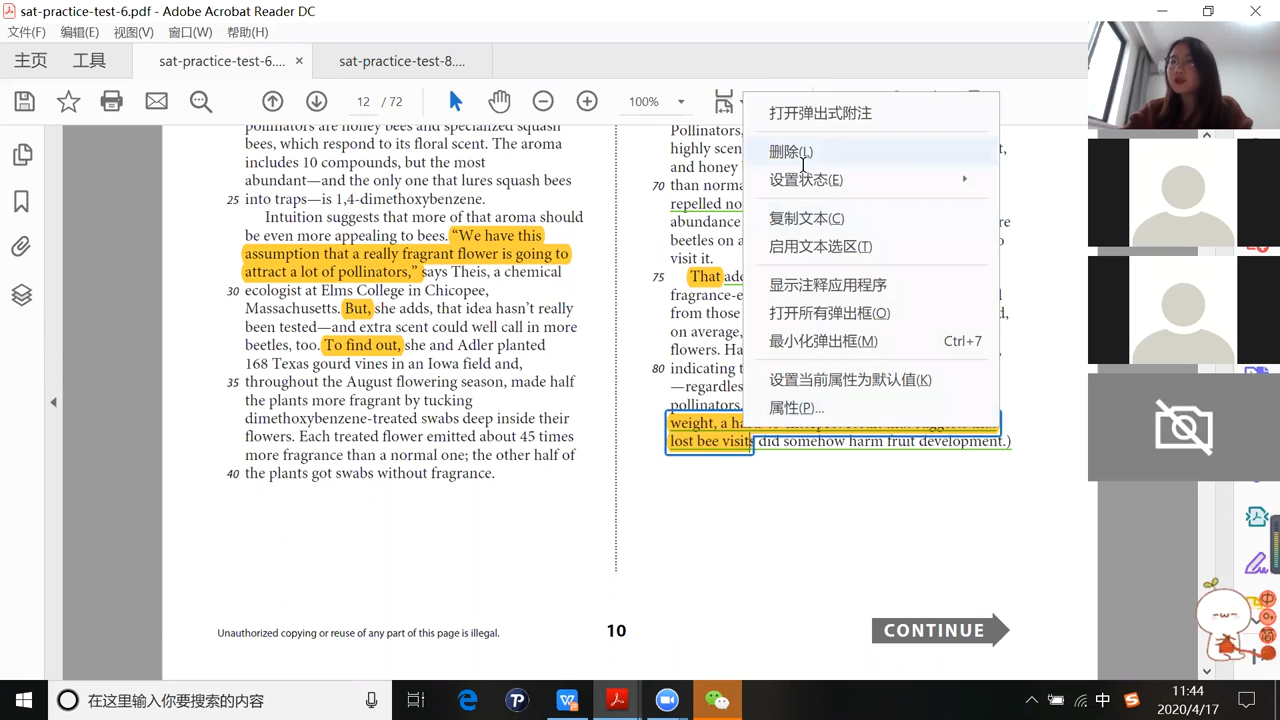 sat-practice-test-6.pdf - Adobe Acrobat Reader DC
文件(F) 编辑(E) 视图(V) 窗口(W) 帮助(H)
主页 工具 sat-practice-test-6.... × sat-practice-test-8....
12 / 72 100%
pollinators are honey bees and specialized squash
bees, which respond to its floral scent. The aroma
includes 10 compounds, but the most
abundant—and the only one that lures squash bees
25 into traps—is 1,4-dimethoxybenzene.
Intuition suggests that more of that aroma should
be even more appealing to bees. “We have this
assumption that a really fragrant flower is going to
attract a lot of pollinators,” says Theis, a chemical
30 ecologist at Elms College in Chicopee,
Massachusetts. But, she adds, that idea hasn’t really
been tested—and extra scent could well call in more
beetles, too. To find out, she and Adler planted
168 Texas gourd vines in an Iowa field and,
35 throughout the August flowering season, made half
the plants more fragrant by tucking
dimethoxybenzene-treated swabs deep inside their
flowers. Each treated flower emitted about 45 times
more fragrance than a normal one; the other half of
40 the plants got swabs without fragrance.
Pollinators,
highly scen
and honey
70 than norma
repelled no
abundance
beetles on a
visit it.
75 That add
fragrance-e
from those
on average,
flowers. Ha
80 indicating t
—regardles
pollinators.
weight, a ha
lost bee visits did somehow harm fruit development.)
打开弹出式附注
删除(L)
设置状态(E)
复制文本(C)
启用文本选区(T)
显示注释应用程序
打开所有弹出框(O)
最小化弹出框(M) Ctrl+7
设置当前属性为默认值(K)
属性(P)...
Unauthorized copying or reuse of any part of this page is illegal.
10
CONTINUE
在这里输入你要搜索的内容
中
11:44
2020/4/17